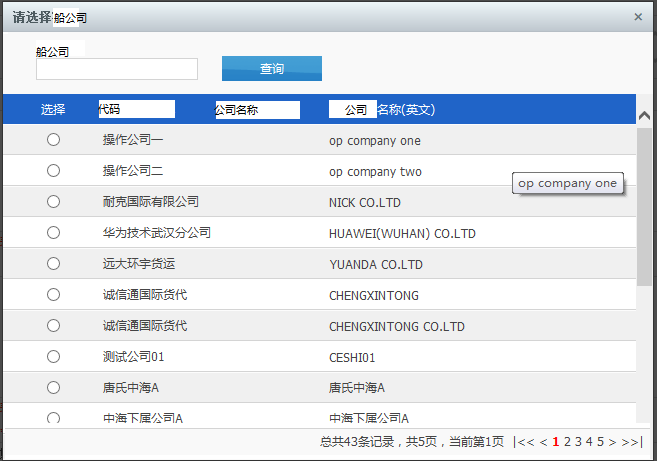 请选择船公司 ×
船公司
查询
选择 代码 公司名称 公司名称(英文)
操作公司一 op company one
操作公司二 op company two
op company one
耐克国际有限公司 NICK CO.LTD
华为技术武汉分公司 HUAWEI(WUHAN) CO.LTD
远大环宇货运 YUANDA CO.LTD
诚信通国际货代 CHENGXINTONG
诚信通国际货代 CHENGXINTONG CO.LTD
测试公司01 CESHI01
唐氏中海A 唐氏中海A
中海下属公司A 中海下属公司A
总共43条记录，共5页，当前第1页 |<< < 1 2 3 4 5 > >>|